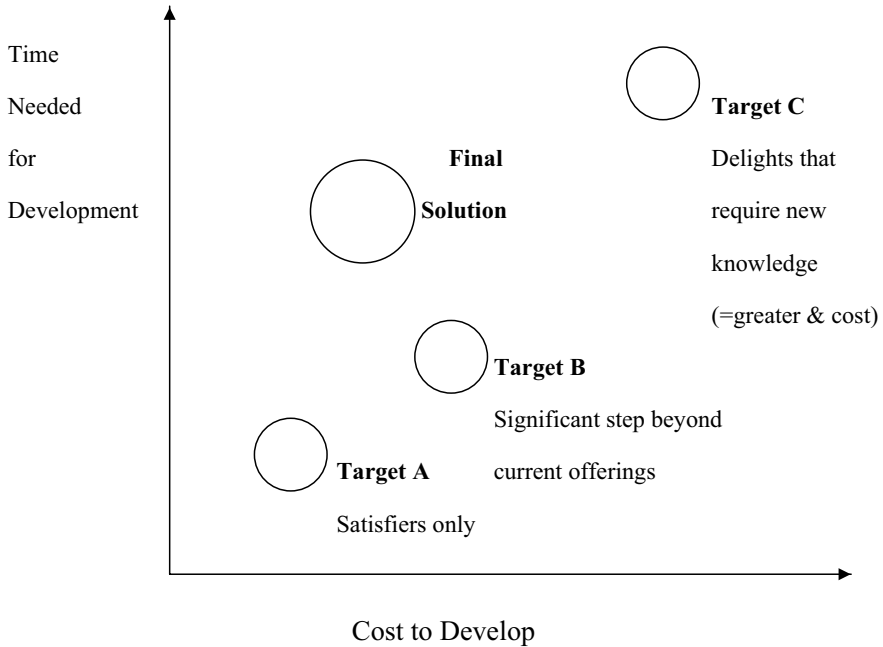 Time
Needed
for
Development
Final
Solution
Target C
Delights that
require new
knowledge
(=greater & cost)
Target B
Significant step beyond
current offerings
Target A
Satisfiers only
Cost to Develop